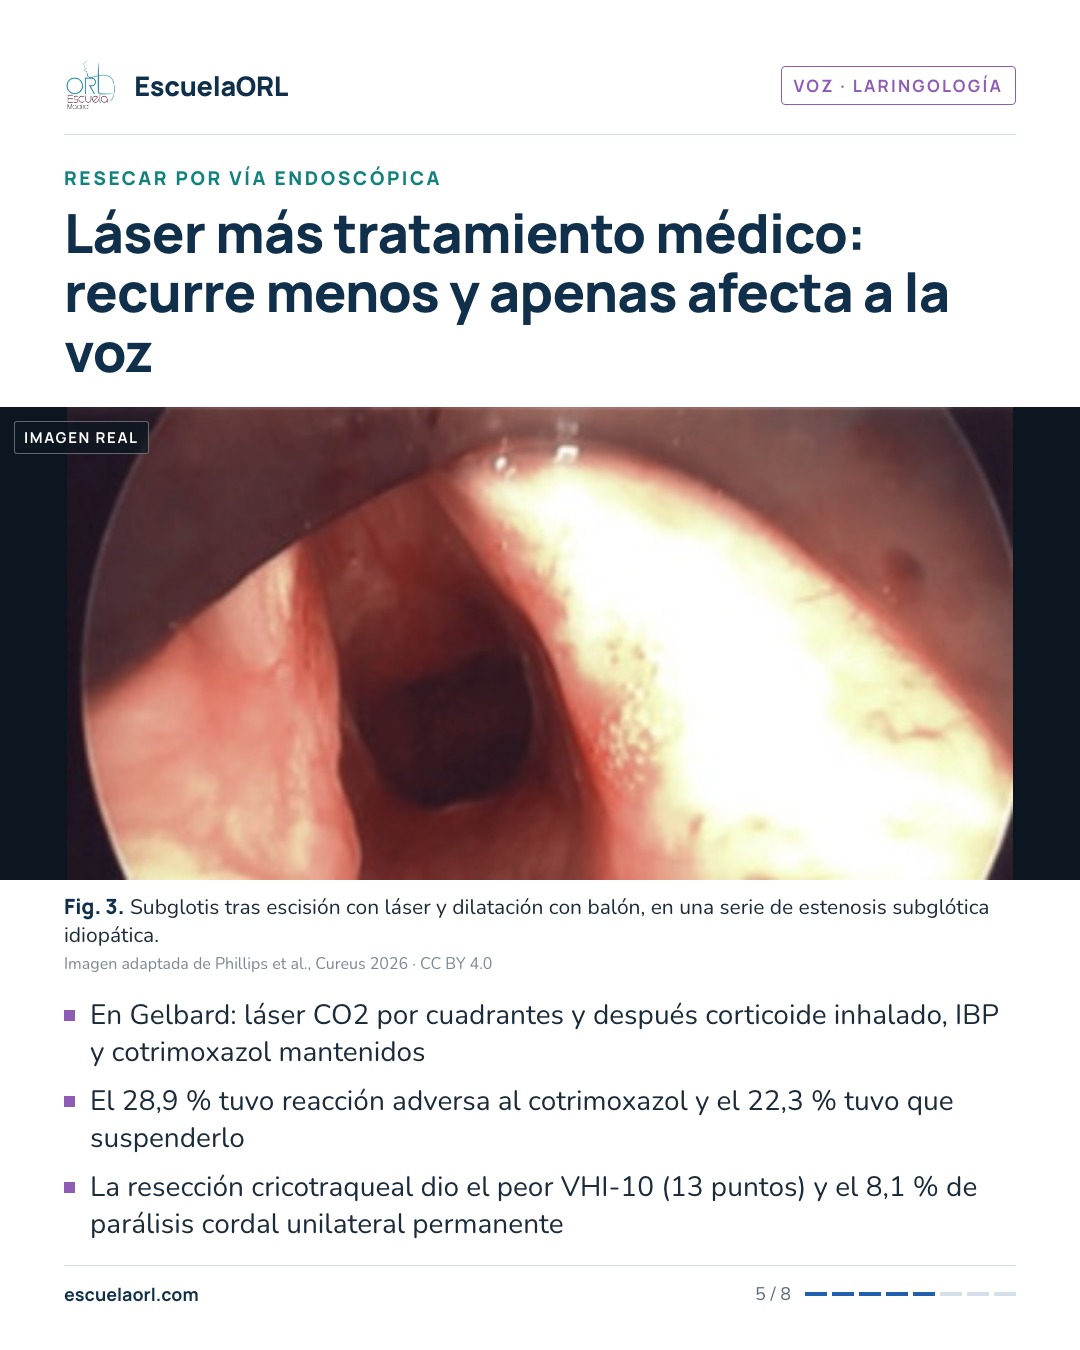 ORL
Escuela
Madrid
EscuelaORL
VOZ · LARINGOLOGÍA
RESECAR POR VÍA ENDOSCÓPICA
Láser más tratamiento médico:
recurre menos y apenas afecta a la
voz
IMAGEN REAL
Fig. 3. Subglotis tras escisión con láser y dilatación con balón, en una serie de estenosis subglótica
idiopática.
Imagen adaptada de Phillips et al., Cureus 2026 · CC BY 4.0
En Gelbard: láser CO2 por cuadrantes y después corticoide inhalado, IBP
y cotrimoxazol mantenidos
El 28,9 % tuvo reacción adversa al cotrimoxazol y el 22,3 % tuvo que
suspenderlo
La resección cricotraqueal dio el peor VHI-10 (13 puntos) y el 8,1 % de
parálisis cordal unilateral permanente
escuelaorl.com
5 / 8